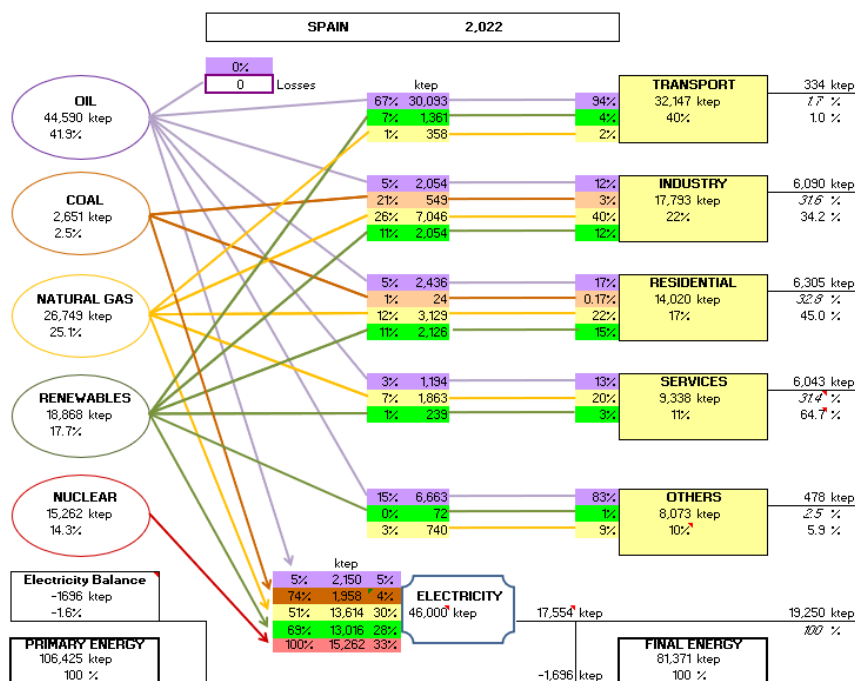 SPAIN 2,022
0%
0 Losses
ktep
OIL
44,590 ktep
41.9%
67% 30,093 94%
7% 1,361 4%
1% 358 2%
TRANSPORT
32,147 ktep
40%
334 ktep
1.7 %
1.0 %
COAL
2,651 ktep
2.5%
5% 2,054 12%
21% 549 3%
26% 7,046 40%
11% 2,054 12%
INDUSTRY
17,793 ktep
22%
6,090 ktep
31.6 %
34.2 %
NATURAL GAS
26,749 ktep
25.1%
5% 2,436 17%
1% 24 0.17%
12% 3,129 22%
11% 2,126 15%
RESIDENTIAL
14,020 ktep
17%
6,305 ktep
32.8 %
45.0 %
RENEWABLES
18,868 ktep
17.7%
3% 1,194 13%
7% 1,863 20%
1% 239 3%
SERVICES
9,338 ktep
11%
6,043 ktep
31.4 %
64.7 %
NUCLEAR
15,262 ktep
14.3%
15% 6,663 83%
0% 72 1%
3% 740 9%
OTHERS
8,073 ktep
10%
478 ktep
2.5 %
5.9 %
ktep
5% 2,150 5%
74% 1,958 4%
51% 13,614 30%
69% 13,016 28%
100% 15,262 33%
ELECTRICITY
46,000 ktep
17,554 ktep
19,250 ktep
100 %
Electricity Balance
-1696 ktep
-1.6%
PRIMARY ENERGY
106,425 ktep
100 %
-1,696 ktep
FINAL ENERGY
81,371 ktep
100 %